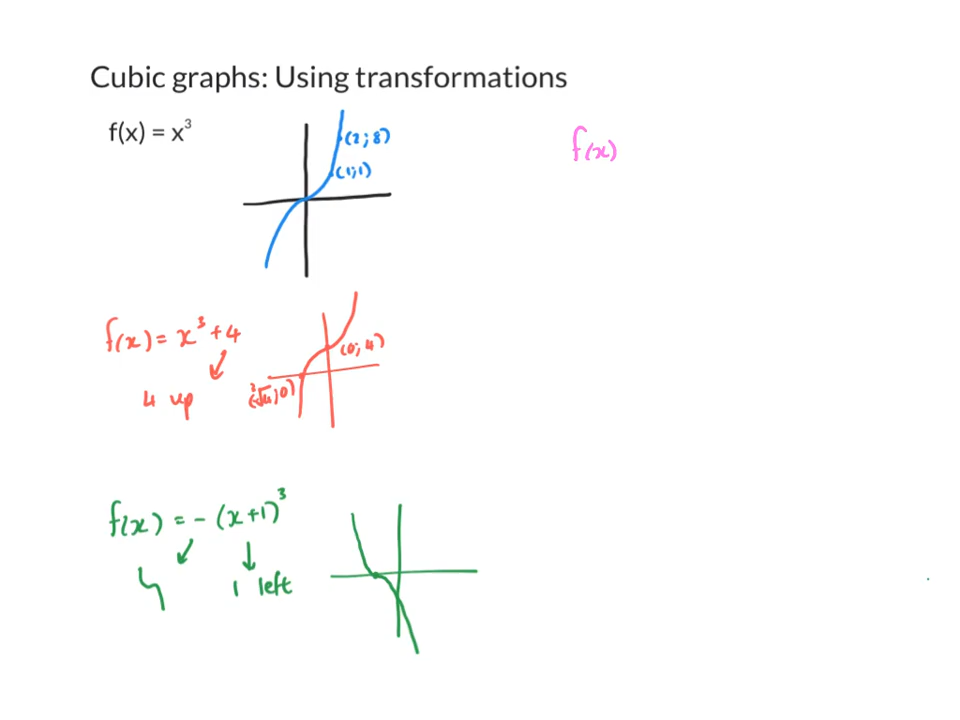 Cubic graphs: Using transformations
f(x) = x³
(2;8)
(1;1)
f(x)
f(x) = x³ + 4
4 up
(0;4)
(-³√4;0)
f(x) = - (x+1)³
1 left